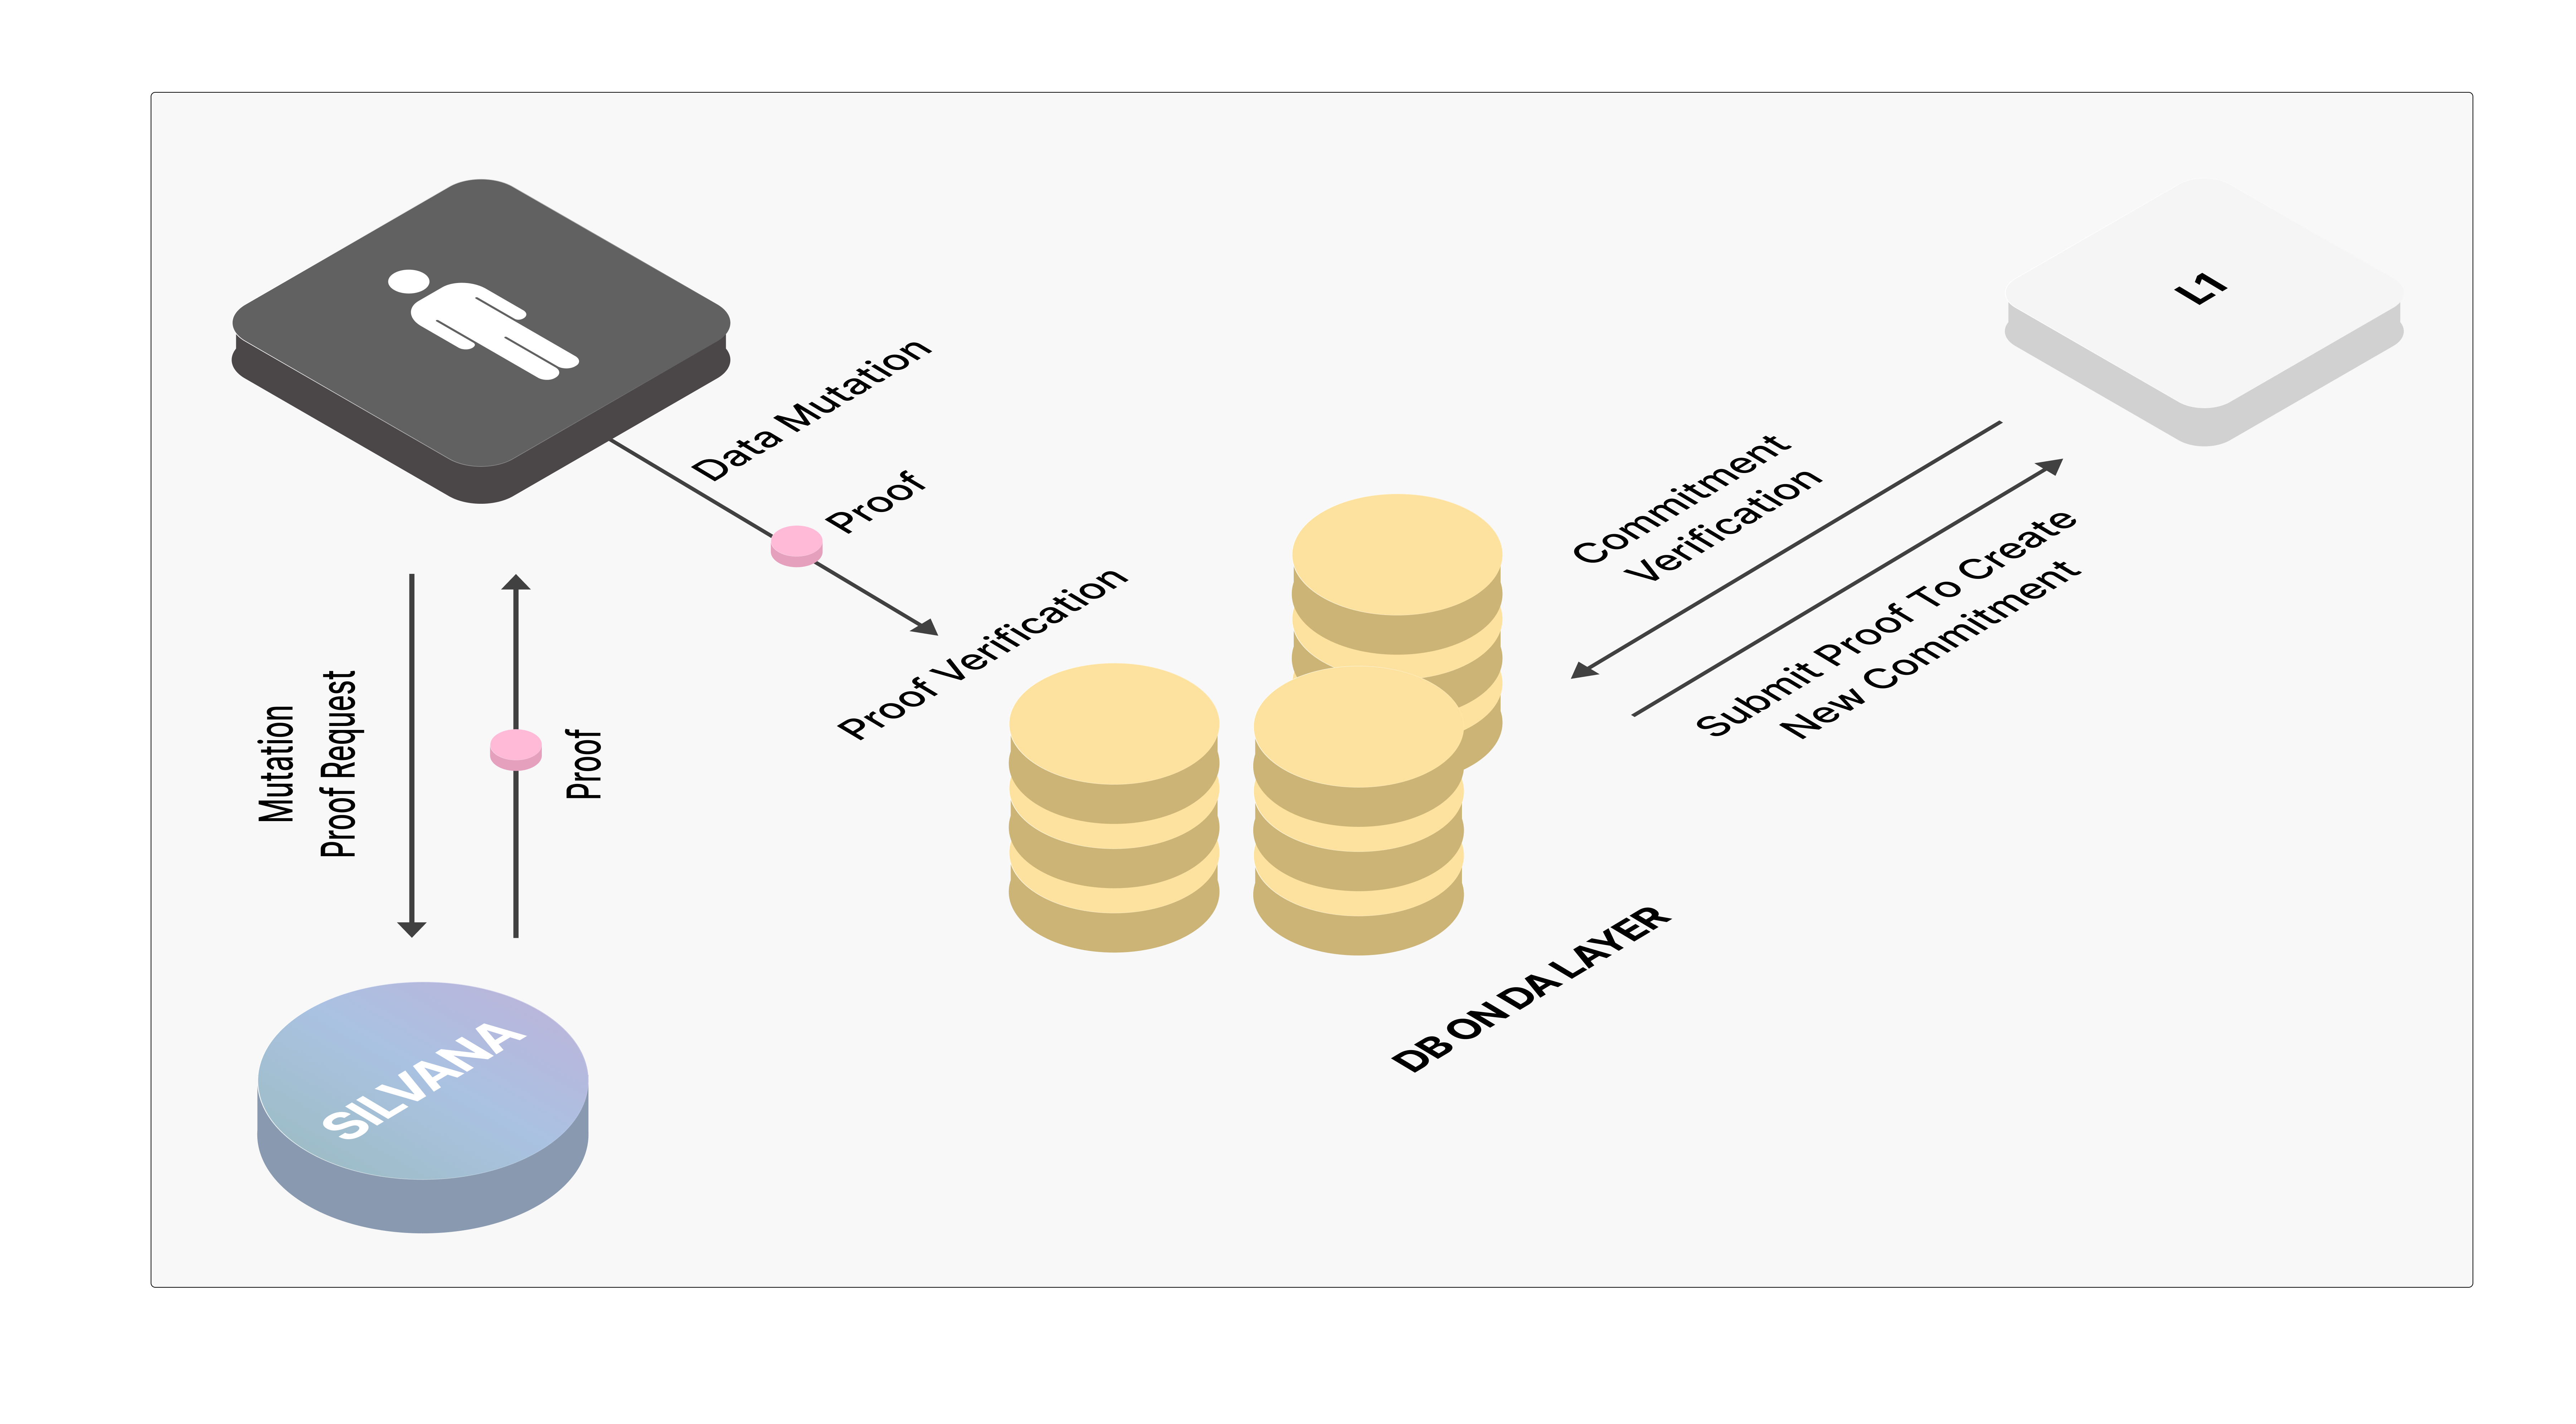 L1
Data Mutation
Proof
Proof Verification
Commitment
Verification
Submit Proof To Create
New Commitment
Mutation
Proof Request
Proof
DB ON DA LAYER
SILVANA